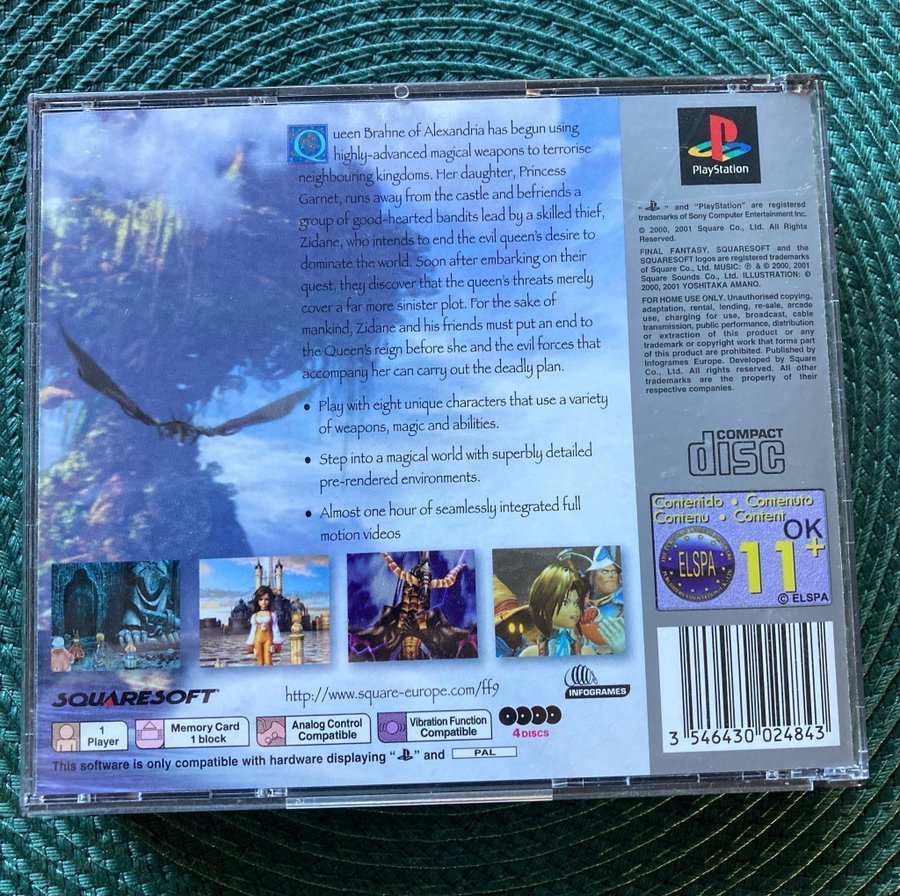 Queen Brahne of Alexandria has begun using
highly-advanced magical weapons to terrorise
neighbouring kingdoms. Her daughter, Princess
Garnet, runs away from the castle and befriends a
group of good-hearted bandits lead by a skilled thief,
Zidane, who intends to end the evil queen's desire to
dominate the world. Soon after embarking on their
quest, they discover that the queen's threats merely
cover a far more sinister plot. For the sake of
mankind, Zidane and his friends must put an end to
the Queen's reign before she and the evil forces that
accompany her can carry out the deadly plan.
• Play with eight unique characters that use a variety
of weapons, magic and abilities.
• Step into a magical world with superbly detailed
pre-rendered environments.
• Almost one hour of seamlessly integrated full
motion videos
SQUARESOFT
http://www.square-europe.com/ff9
INFOGRAMES
1
Player
Memory Card
1 block
Analog Control
Compatible
Vibration Function
Compatible
4 DISCS
This software is only compatible with hardware displaying " " and PAL
PlayStation
" " and "PlayStation" are registered
trademarks of Sony Computer Entertainment Inc.
© 2000, 2001 Square Co., Ltd. All Rights
Reserved.
FINAL FANTASY, SQUARESOFT and the
SQUARESOFT logos are registered trademarks
of Square Co., Ltd. MUSIC: ℗ & © 2000, 2001
Square Sounds Co., Ltd. ILLUSTRATION: ©
2000, 2001 YOSHITAKA AMANO.
FOR HOME USE ONLY. Unauthorised copying,
adaptation, rental, lending, re-sale, arcade
use, charging for use, broadcast, cable
transmission, public performance, distribution
or extraction of this product or any
trademark or copyright work that forms part
of this product are prohibited. Published by
Infogrames Europe. Developed by Square
Co., Ltd. All rights reserved. All other
trademarks are the property of their
respective companies.
COMPACT
disc
Contenido • Contenuto
Contenu • Content
OK
ELSPA
11+
© ELSPA
3 546430 024843